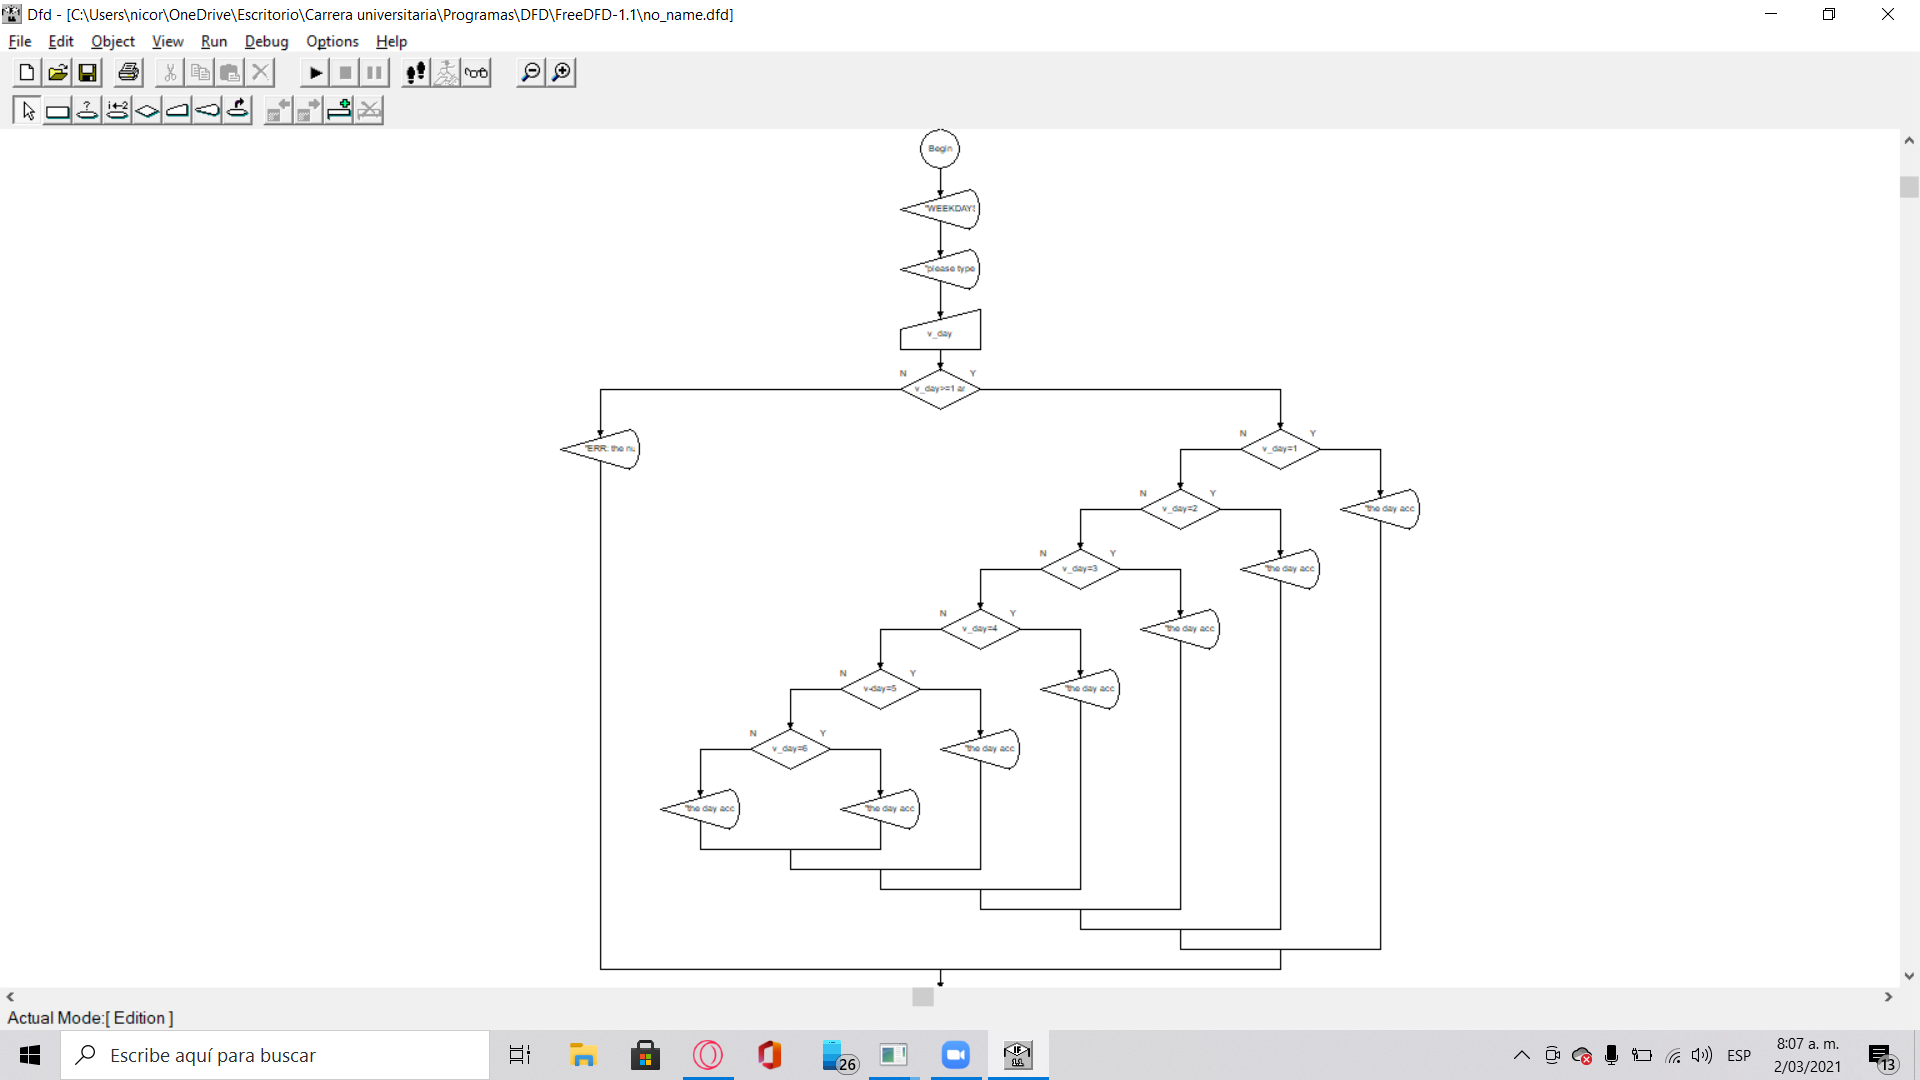 Dfd - [C:\Users\nicor\OneDrive\Escritorio\Carrera universitaria\Programas\DFD\FreeDFD-1.1\no_name.dfd]
File Edit Object View Run Debug Options Help
Begin
"WEEKDAYS
"please type
v_day
N Y
v_day>=1 ar
"ERR: the nu
N Y
v_day=1
"the day acc
N Y
v_day=2
"the day acc
N Y
v_day=3
"the day acc
N Y
v_day=4
"the day acc
N Y
v-day=5
"the day acc
N Y
v_day=6
"the day acc
"the day acc
Actual Mode:[ Edition ]
Escribe aquí para buscar
26
ESP
8:07 a. m.
2/03/2021
13